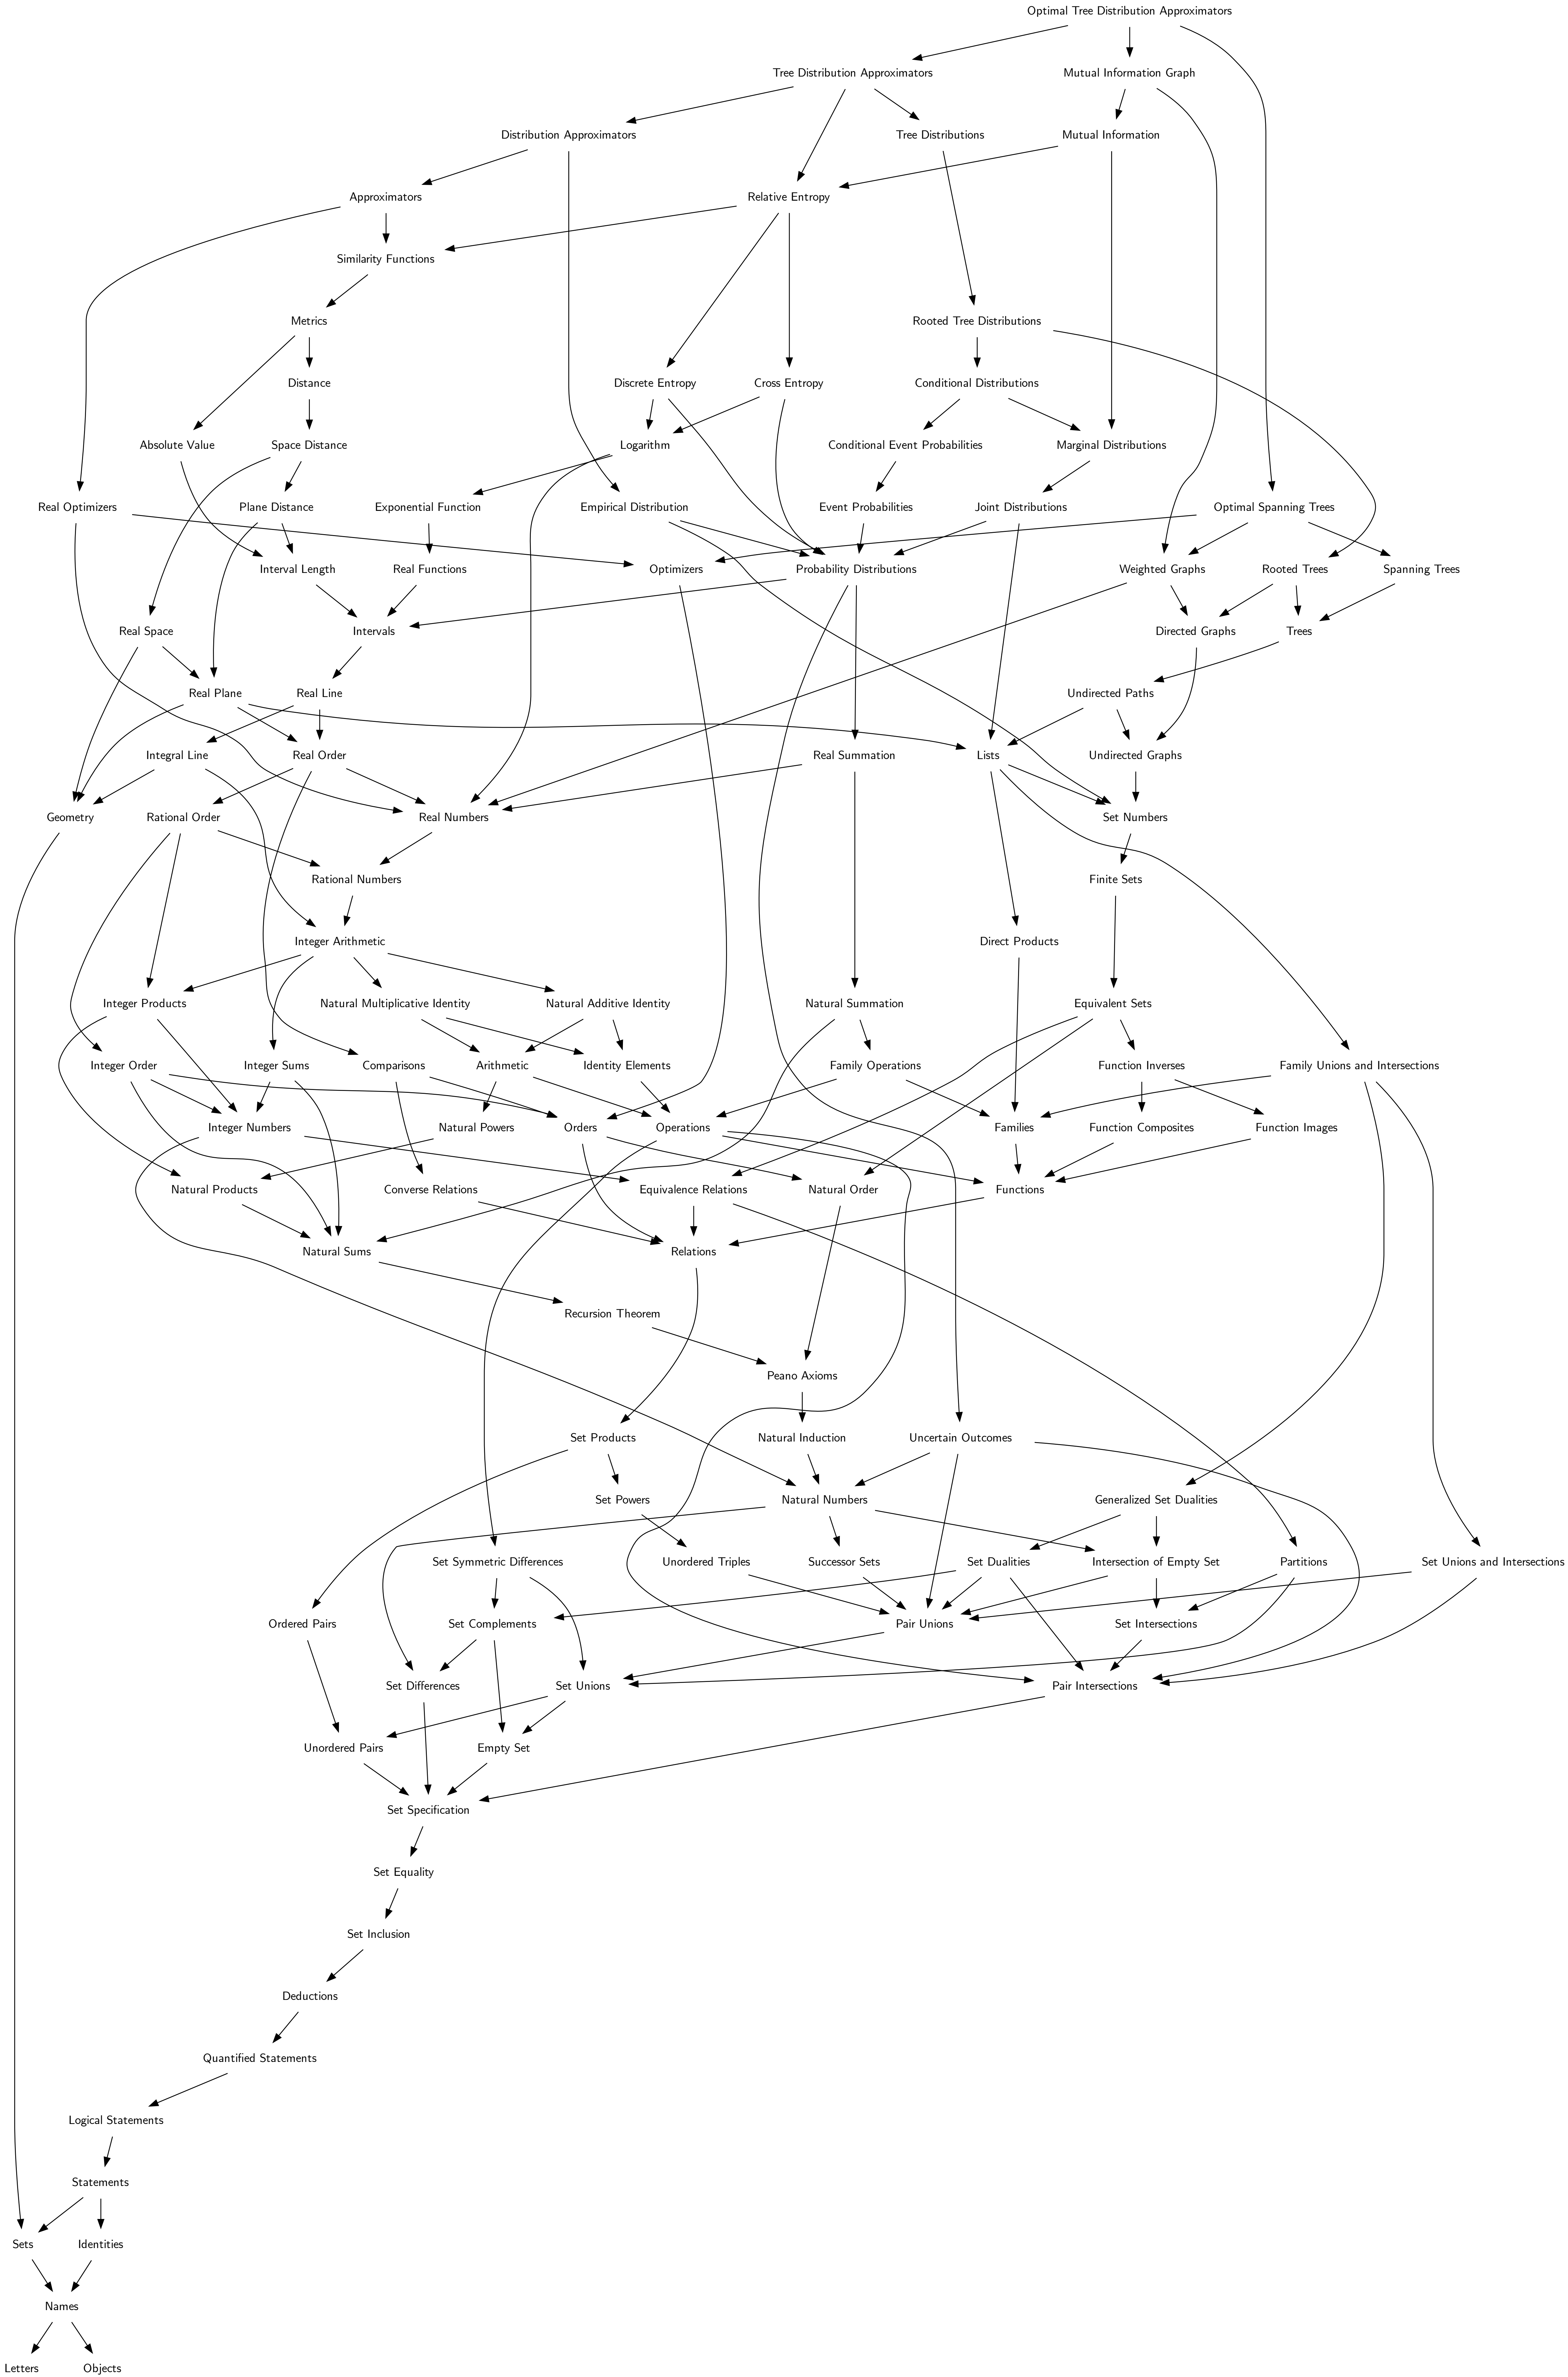 Optimal Tree Distribution Approximators
Tree Distribution Approximators
Mutual Information Graph
Distribution Approximators
Tree Distributions
Mutual Information
Approximators
Relative Entropy
Similarity Functions
Metrics
Rooted Tree Distributions
Distance
Discrete Entropy
Cross Entropy
Conditional Distributions
Absolute Value
Space Distance
Logarithm
Conditional Event Probabilities
Marginal Distributions
Real Optimizers
Plane Distance
Exponential Function
Empirical Distribution
Event Probabilities
Joint Distributions
Optimal Spanning Trees
Interval Length
Real Functions
Optimizers
Probability Distributions
Weighted Graphs
Rooted Trees
Spanning Trees
Real Space
Intervals
Directed Graphs
Trees
Real Plane
Real Line
Undirected Paths
Integral Line
Real Order
Real Summation
Lists
Undirected Graphs
Geometry
Rational Order
Real Numbers
Set Numbers
Rational Numbers
Finite Sets
Integer Arithmetic
Direct Products
Integer Products
Natural Multiplicative Identity
Natural Additive Identity
Natural Summation
Equivalent Sets
Integer Order
Integer Sums
Comparisons
Arithmetic
Identity Elements
Family Operations
Function Inverses
Family Unions and Intersections
Integer Numbers
Natural Powers
Orders
Operations
Families
Function Composites
Function Images
Natural Products
Converse Relations
Equivalence Relations
Natural Order
Functions
Natural Sums
Relations
Recursion Theorem
Peano Axioms
Set Products
Natural Induction
Uncertain Outcomes
Set Powers
Natural Numbers
Generalized Set Dualities
Set Symmetric Differences
Unordered Triples
Successor Sets
Set Dualities
Intersection of Empty Set
Partitions
Set Unions and Intersections
Ordered Pairs
Set Complements
Pair Unions
Set Intersections
Set Differences
Set Unions
Pair Intersections
Unordered Pairs
Empty Set
Set Specification
Set Equality
Set Inclusion
Deductions
Quantified Statements
Logical Statements
Statements
Sets
Identities
Names
Letters
Objects